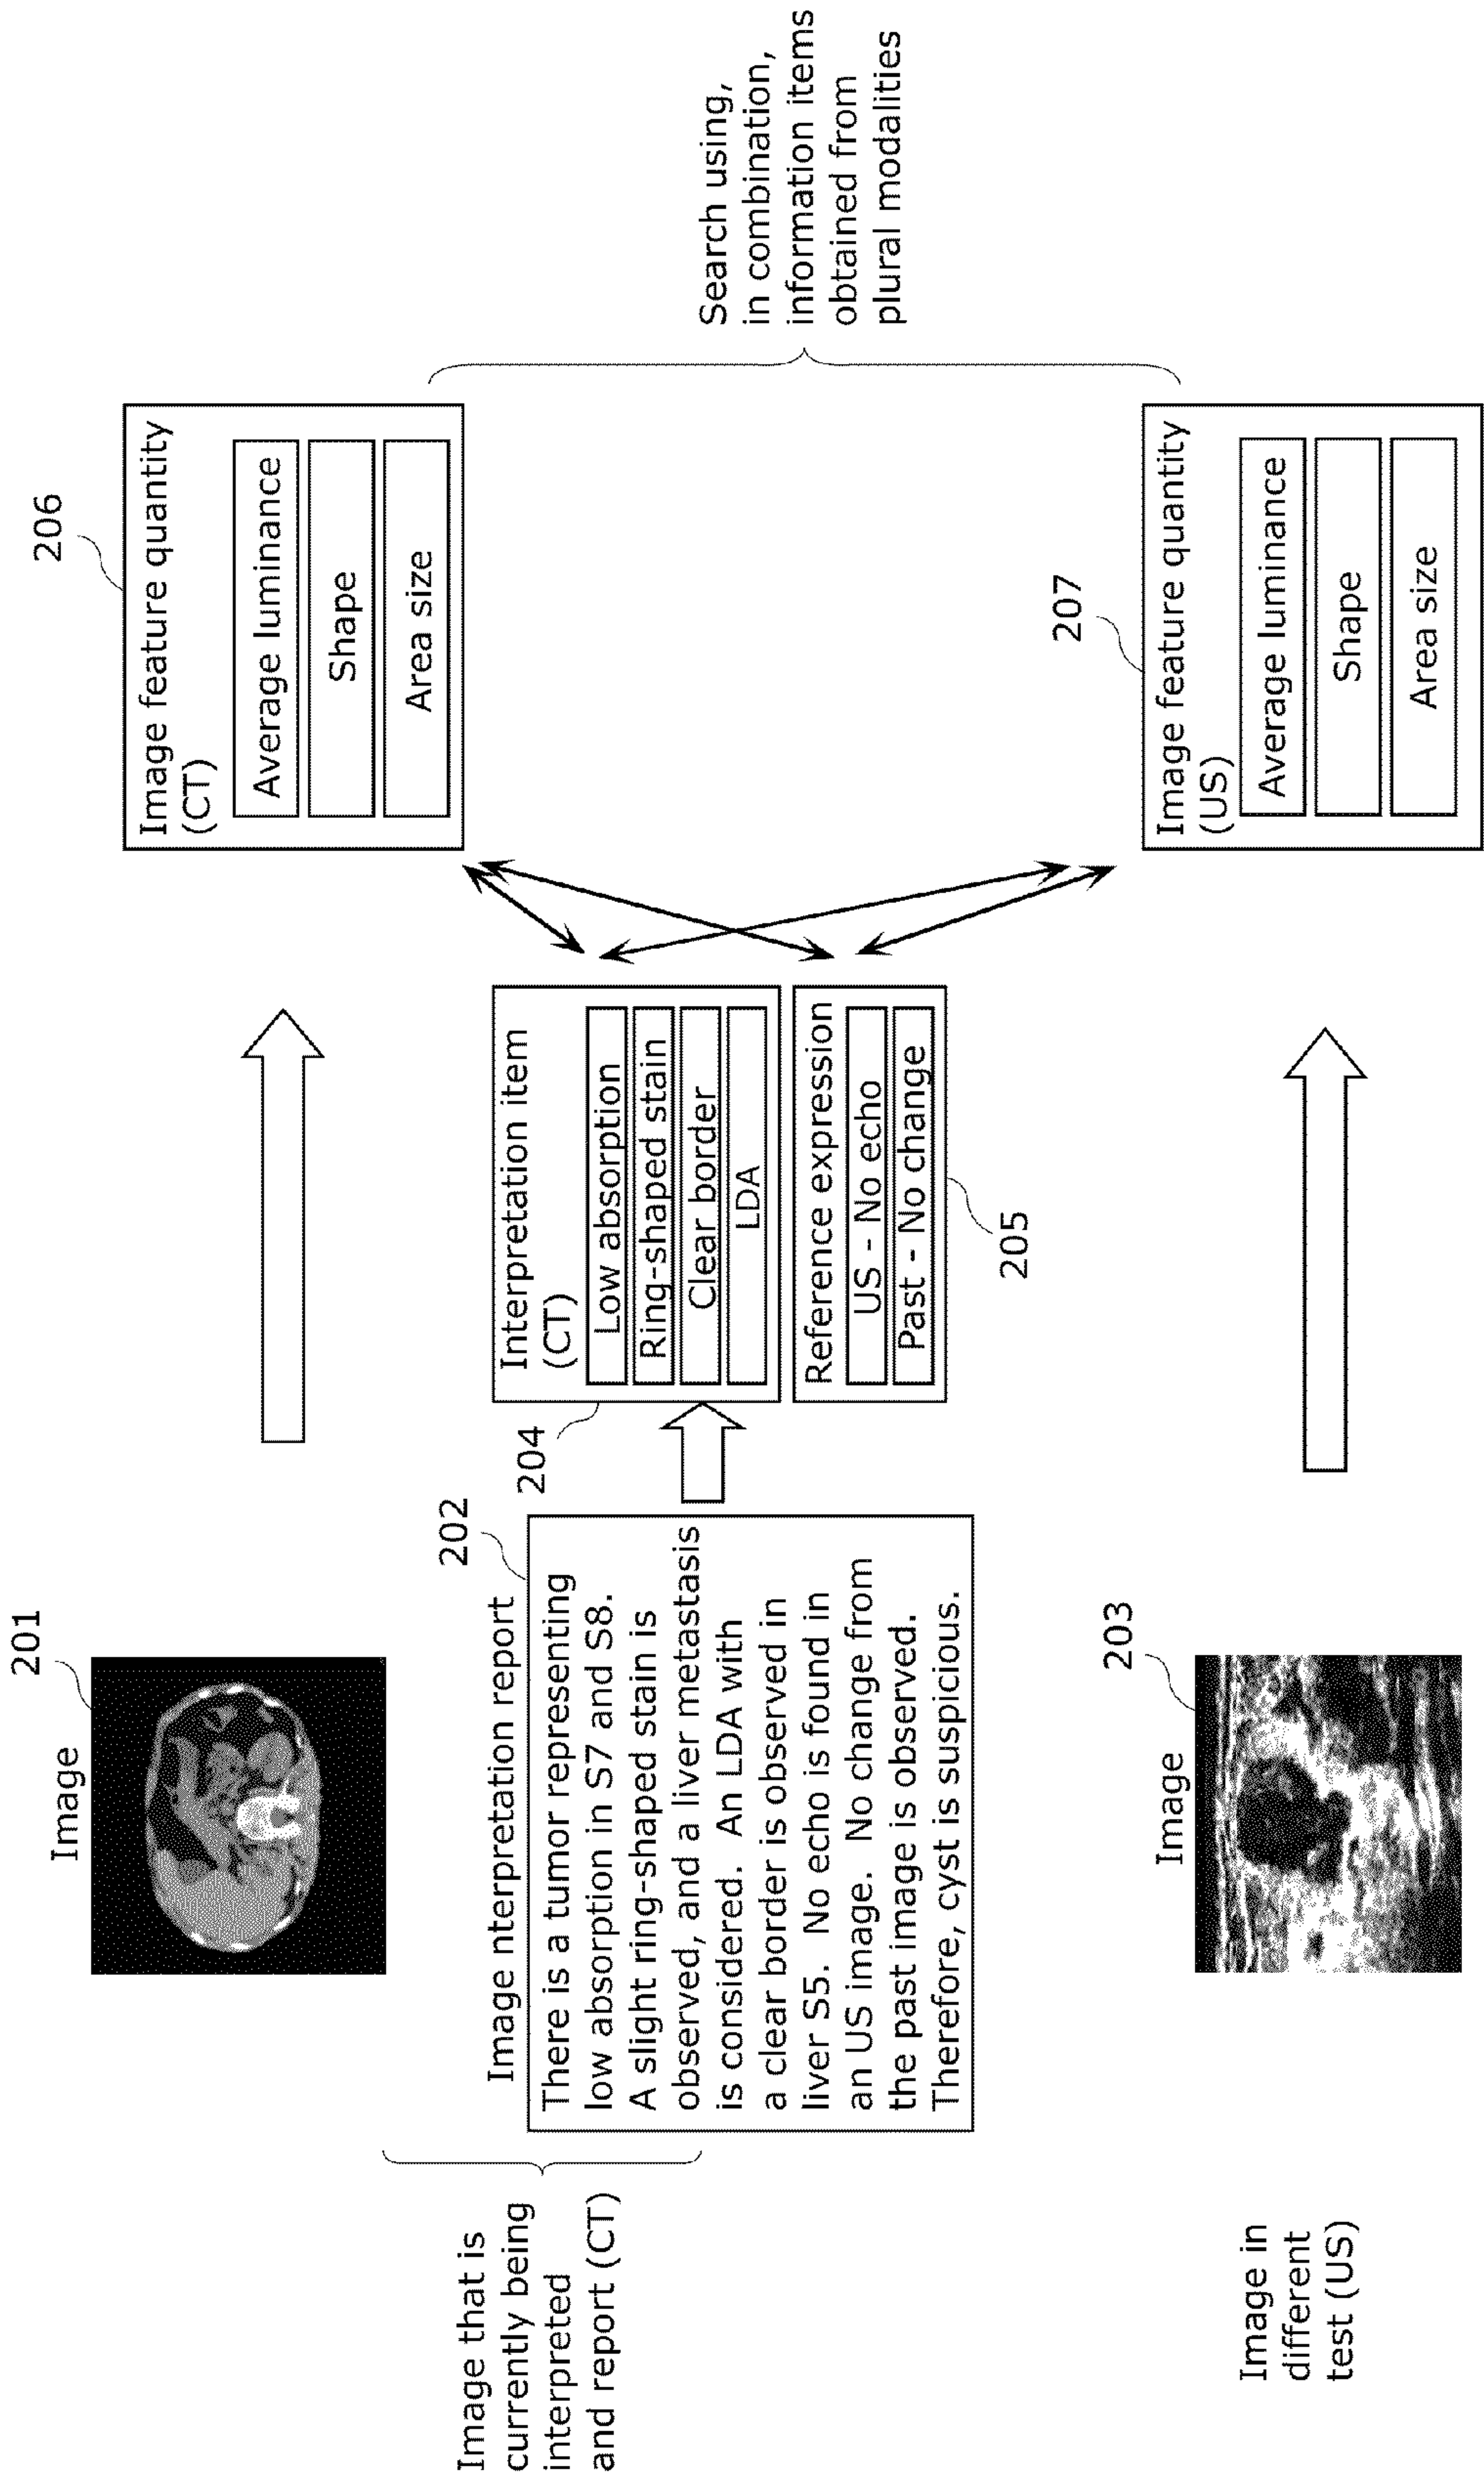 Image that is
currently being
interpreted
and report (CT)
Image
201
Image nterpretation report
202
There is a tumor representing
low absorption in S7 and S8.
A slight ring-shaped stain is
observed, and a liver metastasis
is considered.  An LDA with
a clear border is observed in
liver S5.  No echo is found in
an US image.  No change from
the past image is observed.
Therefore, cyst is suspicious.
204
Interpretation item
(CT)
Low absorption
Ring-shaped stain
Clear border
LDA
Reference expression
US - No echo
Past - No change
205
206
Image feature quantity
(CT)
Average luminance
Shape
Area size
Search using,
in combination,
information items
obtained from
plural modalities
Image in
different
test (US)
Image
203
207
Image feature quantity
(US)
Average luminance
Shape
Area size